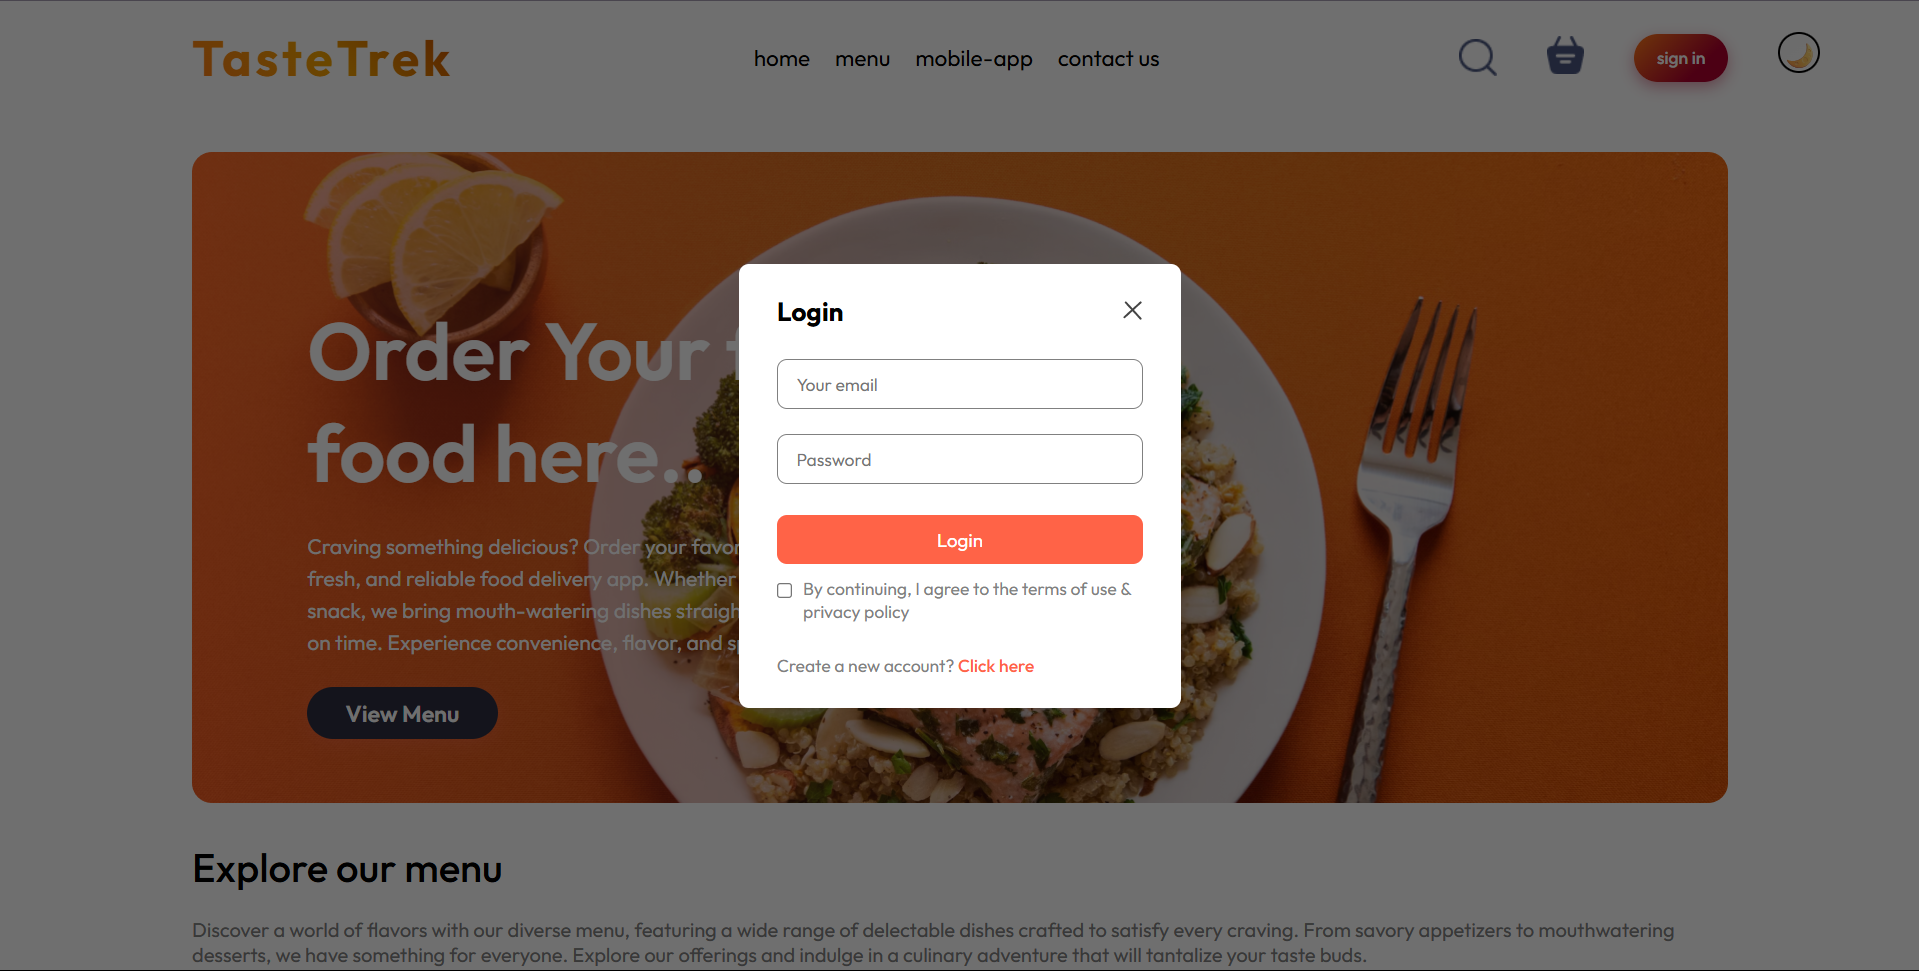 TasteTrek
home menu mobile-app contact us
sign in
Order Your
food here..
Craving something delicious? Order your
fresh, and reliable food delivery app. Whether
snack, we bring mouth-watering dishes
on time. Experience convenience, flavor, and
View Menu
Login
Your email
Password
Login
By continuing, I agree to the terms of use &
privacy policy
Create a new account? Click here
Explore our menu
Discover a world of flavors with our diverse menu, featuring a wide range of delectable dishes crafted to satisfy every craving. From savory appetizers to mouthwatering
desserts, we have something for everyone. Explore our offerings and indulge in a culinary adventure that will tantalize your taste buds.